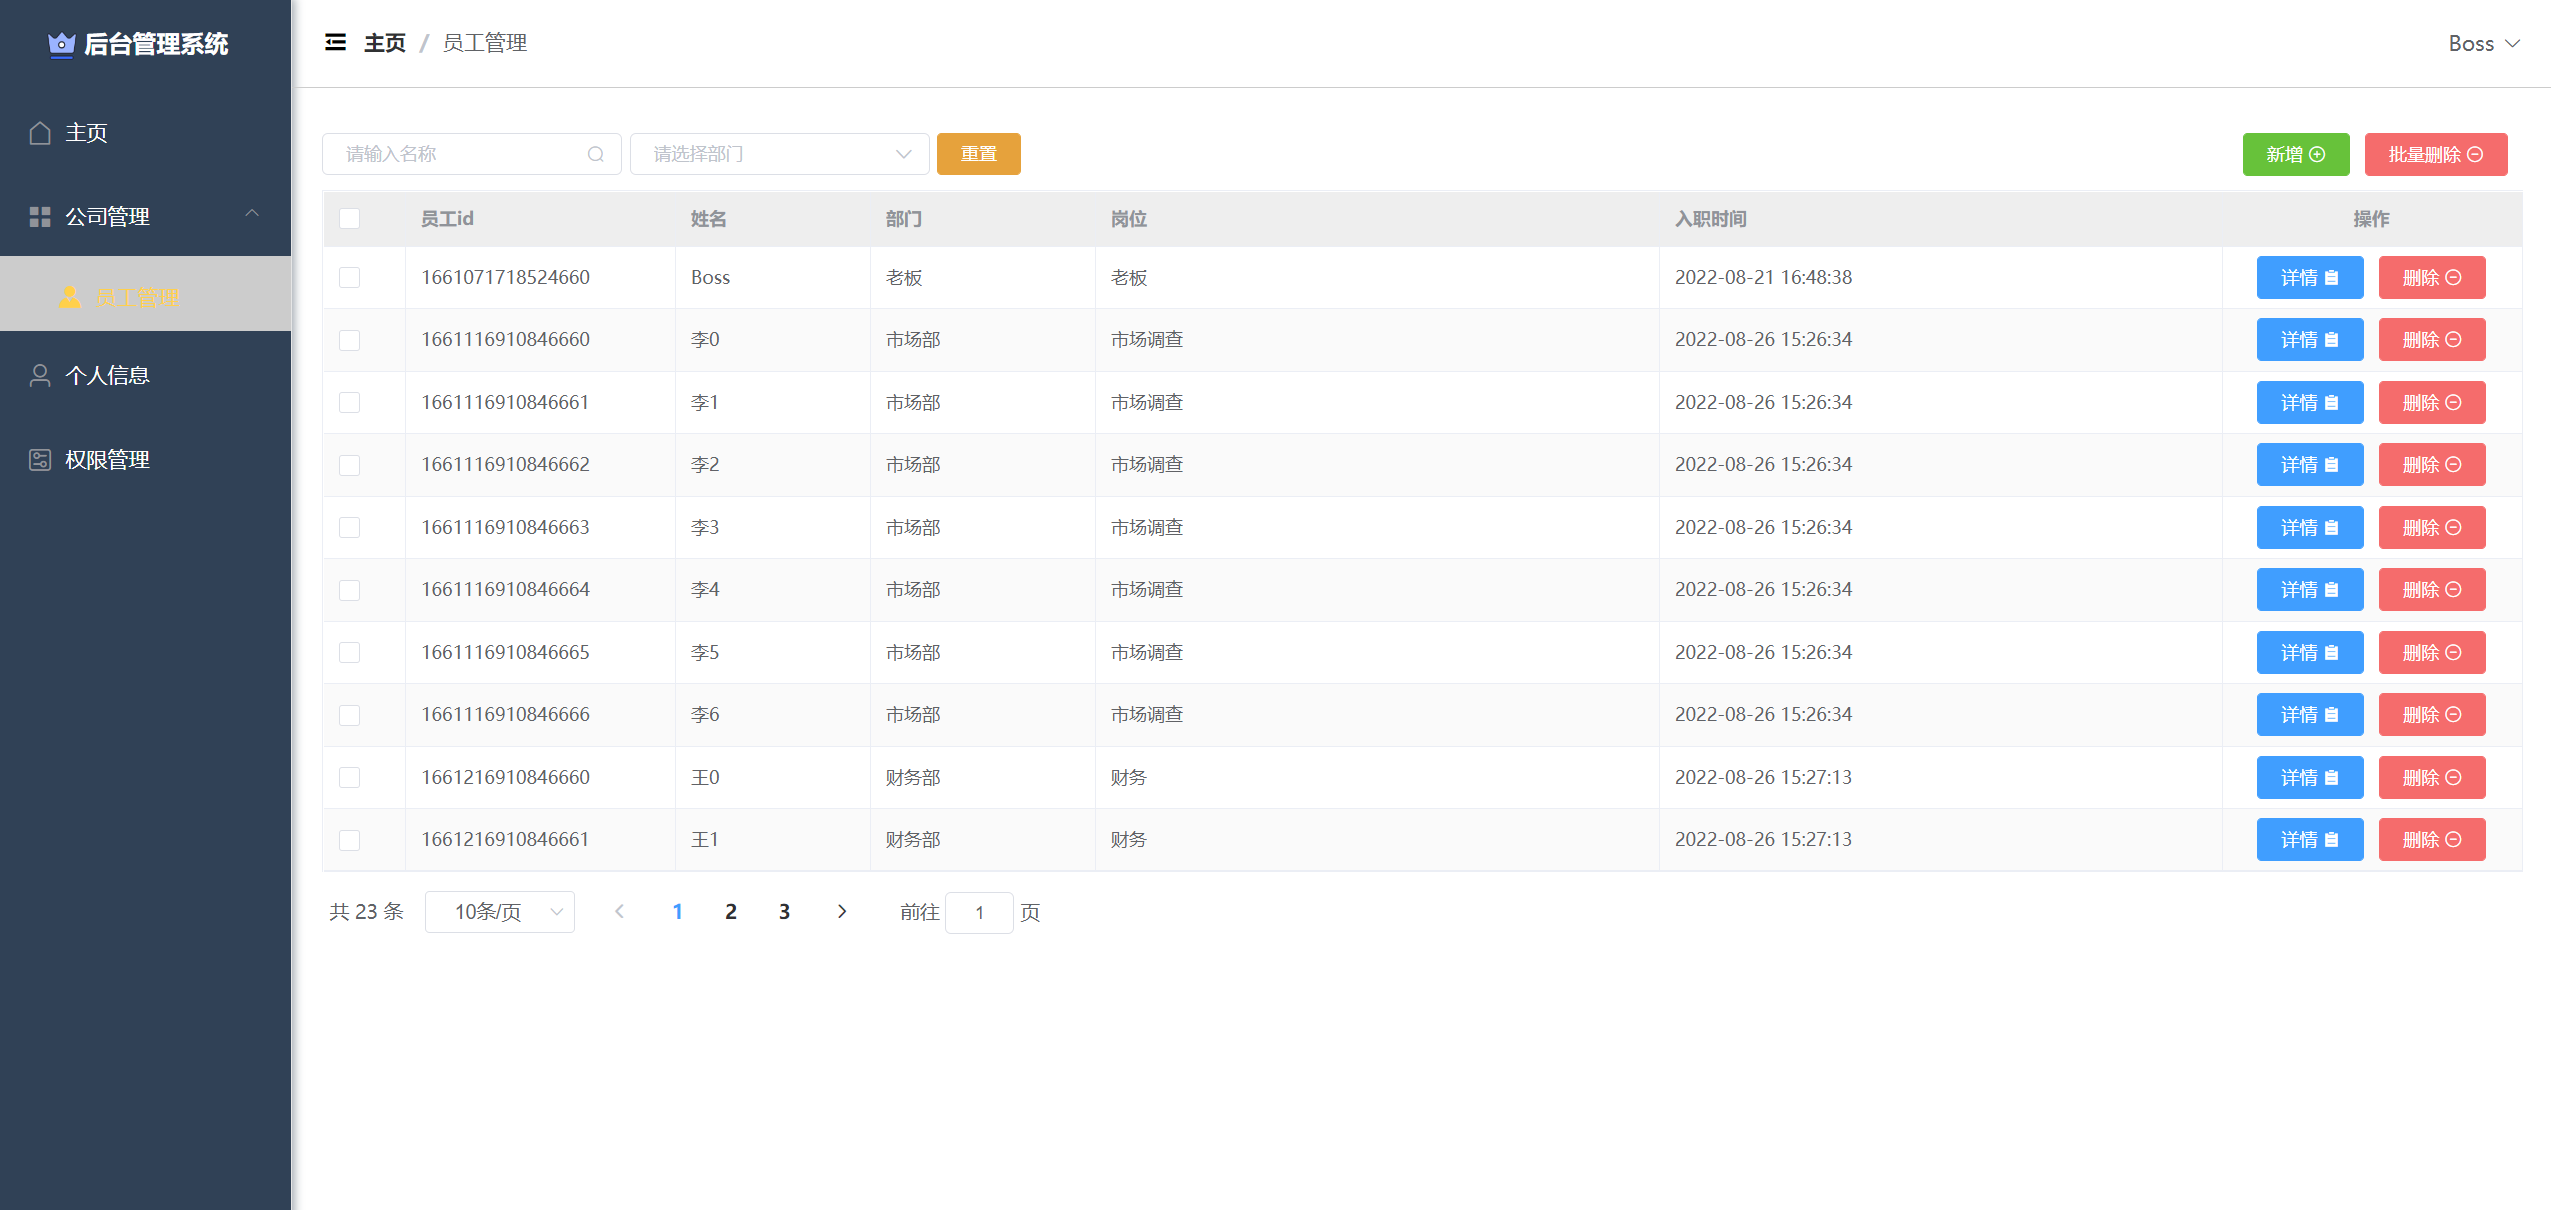 后台管理系统
主页
公司管理
员工管理
个人信息
权限管理
主页 / 员工管理
Boss
请输入名称 请选择部门 重置 新增 批量删除
员工id 姓名 部门 岗位 入职时间 操作
1661071718524660 Boss 老板 老板 2022-08-21 16:48:38 详情 删除
1661116910846660 李0 市场部 市场调查 2022-08-26 15:26:34 详情 删除
1661116910846661 李1 市场部 市场调查 2022-08-26 15:26:34 详情 删除
1661116910846662 李2 市场部 市场调查 2022-08-26 15:26:34 详情 删除
1661116910846663 李3 市场部 市场调查 2022-08-26 15:26:34 详情 删除
1661116910846664 李4 市场部 市场调查 2022-08-26 15:26:34 详情 删除
1661116910846665 李5 市场部 市场调查 2022-08-26 15:26:34 详情 删除
1661116910846666 李6 市场部 市场调查 2022-08-26 15:26:34 详情 删除
1661216910846660 王0 财务部 财务 2022-08-26 15:27:13 详情 删除
1661216910846661 王1 财务部 财务 2022-08-26 15:27:13 详情 删除
共 23 条 10条/页 1 2 3 前往 1 页